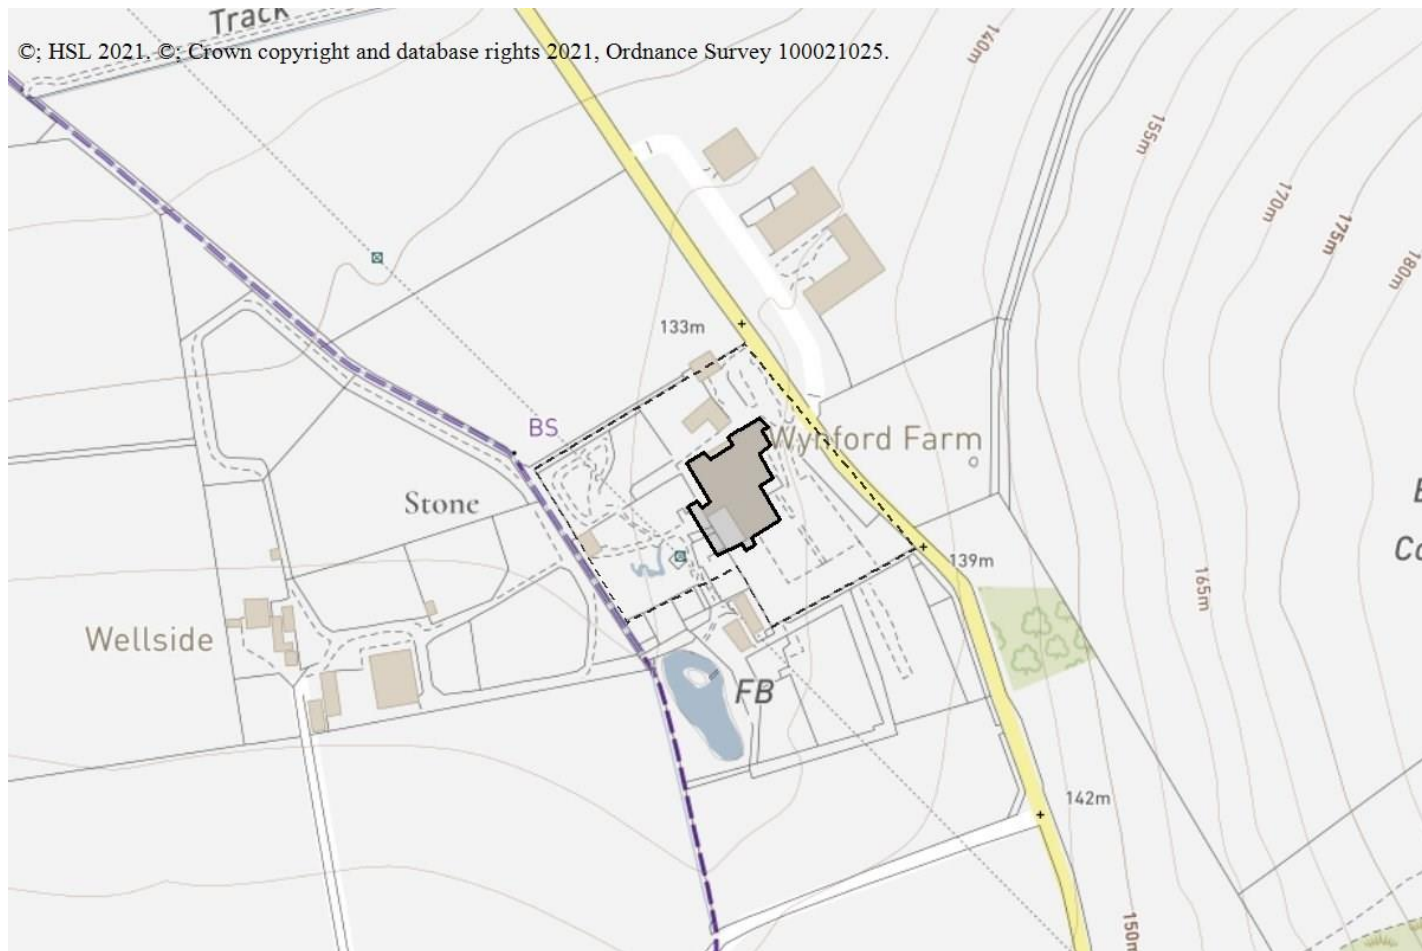 Track
©; HSL 2021, ©; Crown copyright and database rights 2021, Ordnance Survey 100021025.
140m
155m
170m
175m
180m
133m
BS
Wynford Farm
Stone
139m
165m
Wellside
FB
142m
150m